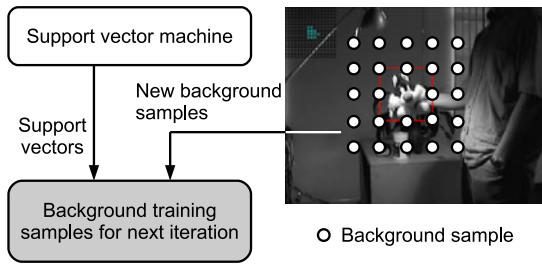 Support vector machine
New background
samples
Support
vectors
Background training
samples for next iteration
Background sample